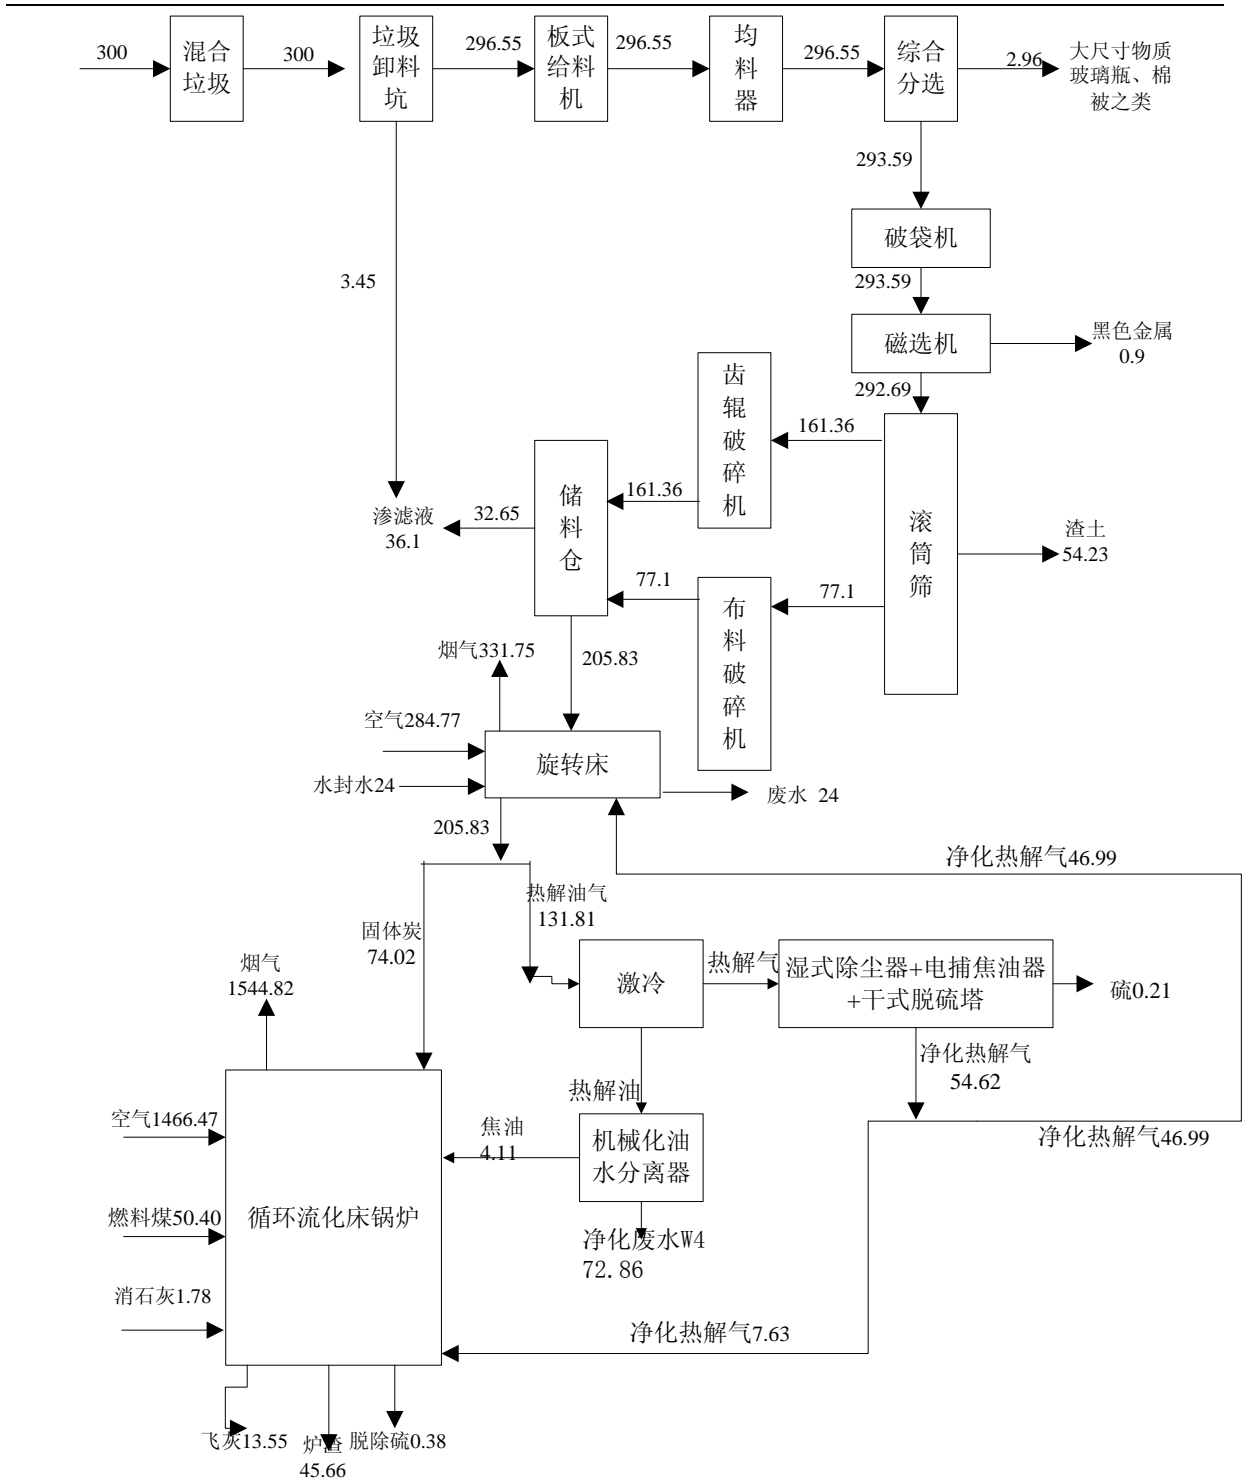 300
混合
垃圾
300
垃圾
卸料
坑
296.55
板式
给料
机
296.55
均
料
器
296.55
综合
分选
2.96
大尺寸物质
玻璃瓶、棉
被之类
293.59
破袋机
293.59
磁选机
黑色金属
0.9
292.69
3.45
齿
辊
破
碎
机
161.36
161.36
储
料
仓
32.65
渗滤液
36.1
滚
筒
筛
渣土
54.23
77.1
77.1
布
料
破
碎
机
烟气331.75
205.83
空气284.77
旋转床
水封水24
废水 24
205.83
净化热解气46.99
热解油气
131.81
固体炭
74.02
烟气
1544.82
激冷
热解气
湿式除尘器+电捕焦油器
+干式脱硫塔
硫0.21
净化热解气
54.62
热解油
空气1466.47
焦油
4.11
机械化油
水分离器
净化热解气46.99
燃料煤50.40
循环流化床锅炉
净化废水W4
72.86
消石灰1.78
净化热解气7.63
飞灰13.55
炉渣
45.66
脱除硫0.38